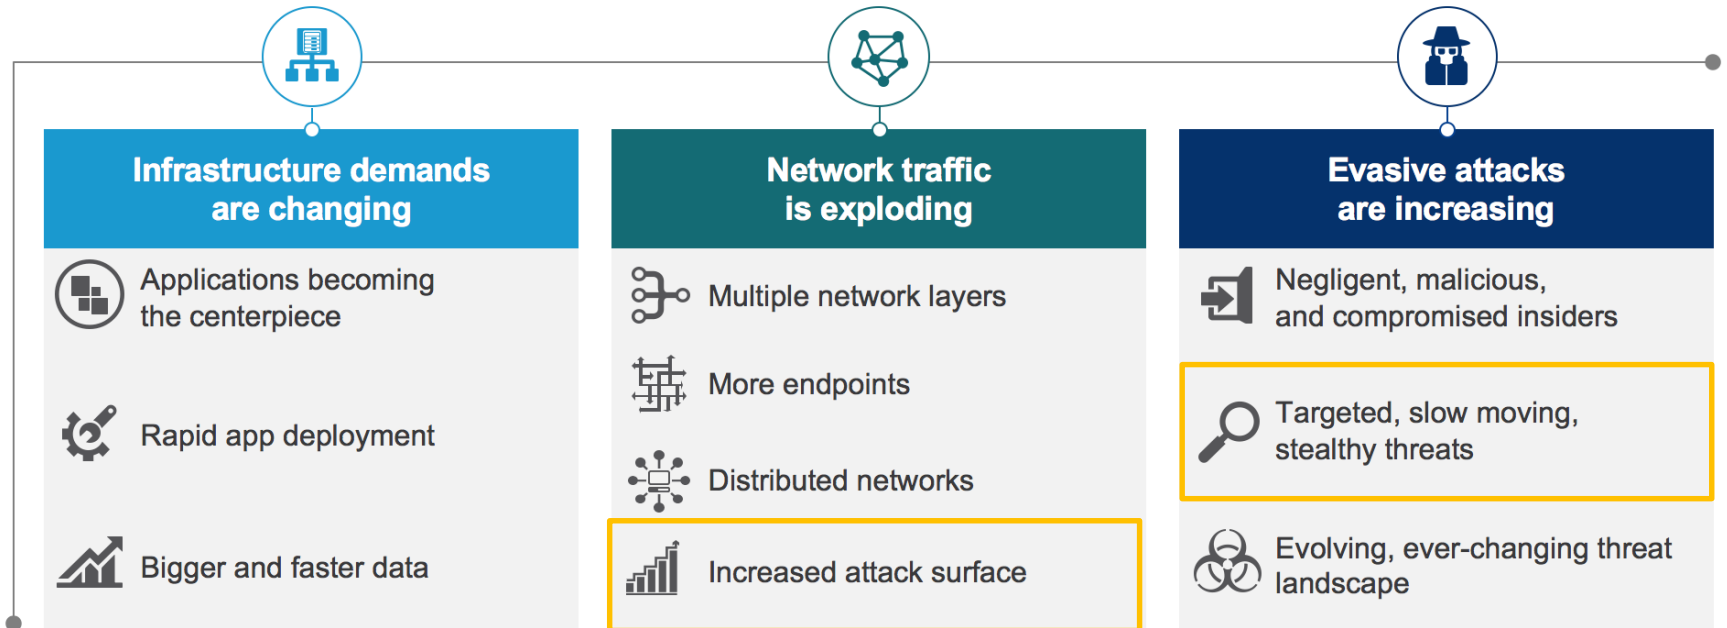 Infrastructure demands
are changing
Applications becoming
the centerpiece
Rapid app deployment
Bigger and faster data
Network traffic
is exploding
Multiple network layers
More endpoints
Distributed networks
Increased attack surface
Evasive attacks
are increasing
Negligent, malicious,
and compromised insiders
Targeted, slow moving,
stealthy threats
Evolving, ever-changing threat
landscape